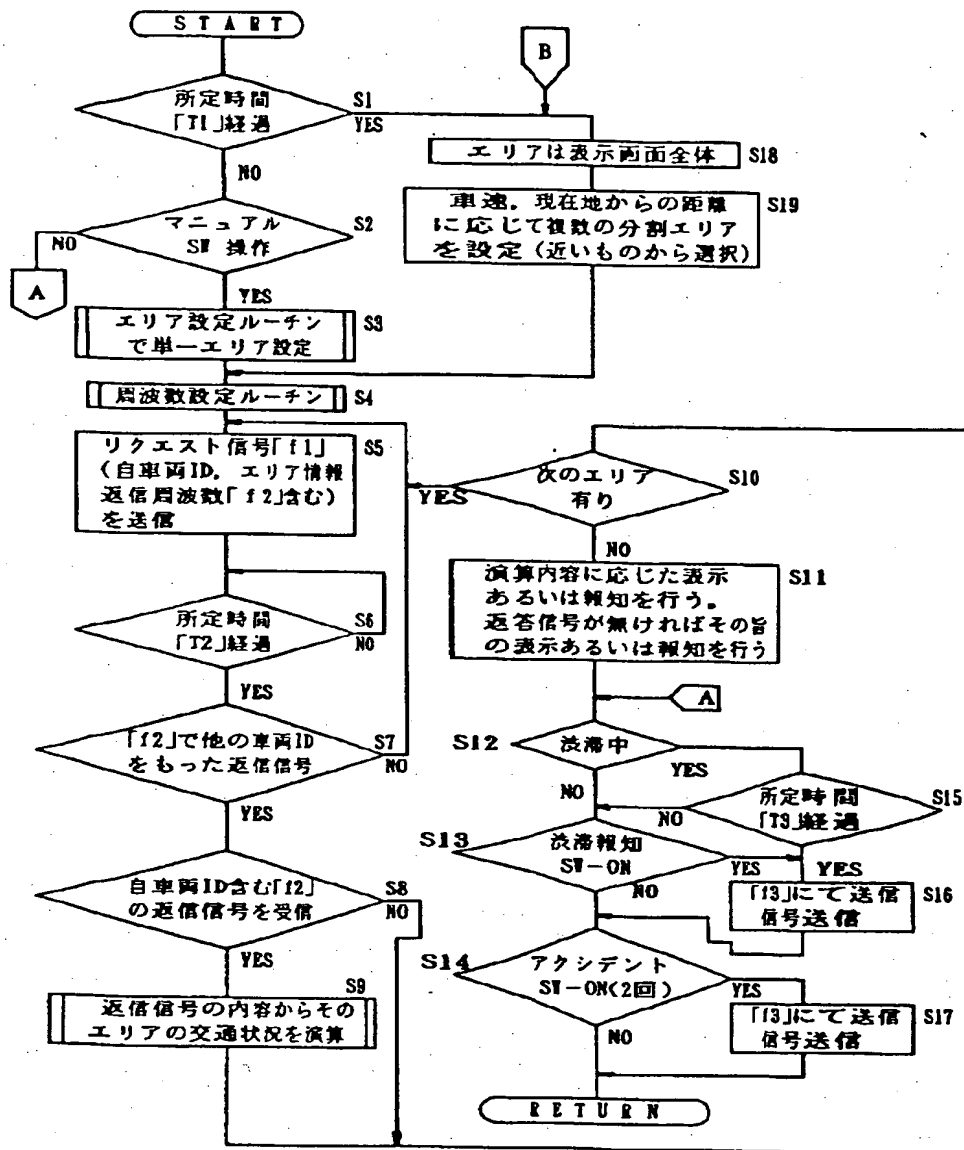 START
所定時間
「T1」経過
S1
YES
NO
マニュアル
SW 操作
S2
NO
A
YES
エリア設定ルーチン
で単一エリア設定
S3
周波数設定ルーチン
S4
リクエスト信号「f1」
(自車両ID. エリア情報
返信周波数「f2」含む)
を送信
S5
所定時間
「T2」経過
S6
NO
YES
「f2」で他の車両ID
をもった返信信号
S7
NO
YES
自車両ID含む「f2」
の返信信号を受信
S8
NO
YES
S9
返信信号の内容からその
エリアの交通状況を演算
B
エリアは表示画面全体
S18
車速. 現在地からの距離
に応じて複数の分割エリア
を設定(近いものから選択)
S19
次のエリア
有り
S10
YES
NO
演算内容に応じた表示
あるいは報知を行う。
返答信号が無ければその旨
の表示あるいは報知を行う
S11
A
S12
渋滞中
YES
NO
所定時間
「T3」経過
S15
NO
YES
S13
渋滞報知
SW-ON
YES
NO
「f3」にて送信
信号送信
S16
S14
アクシデント
SW-ON(2回)
YES
NO
「f3」にて送信
信号送信
S17
RETURN